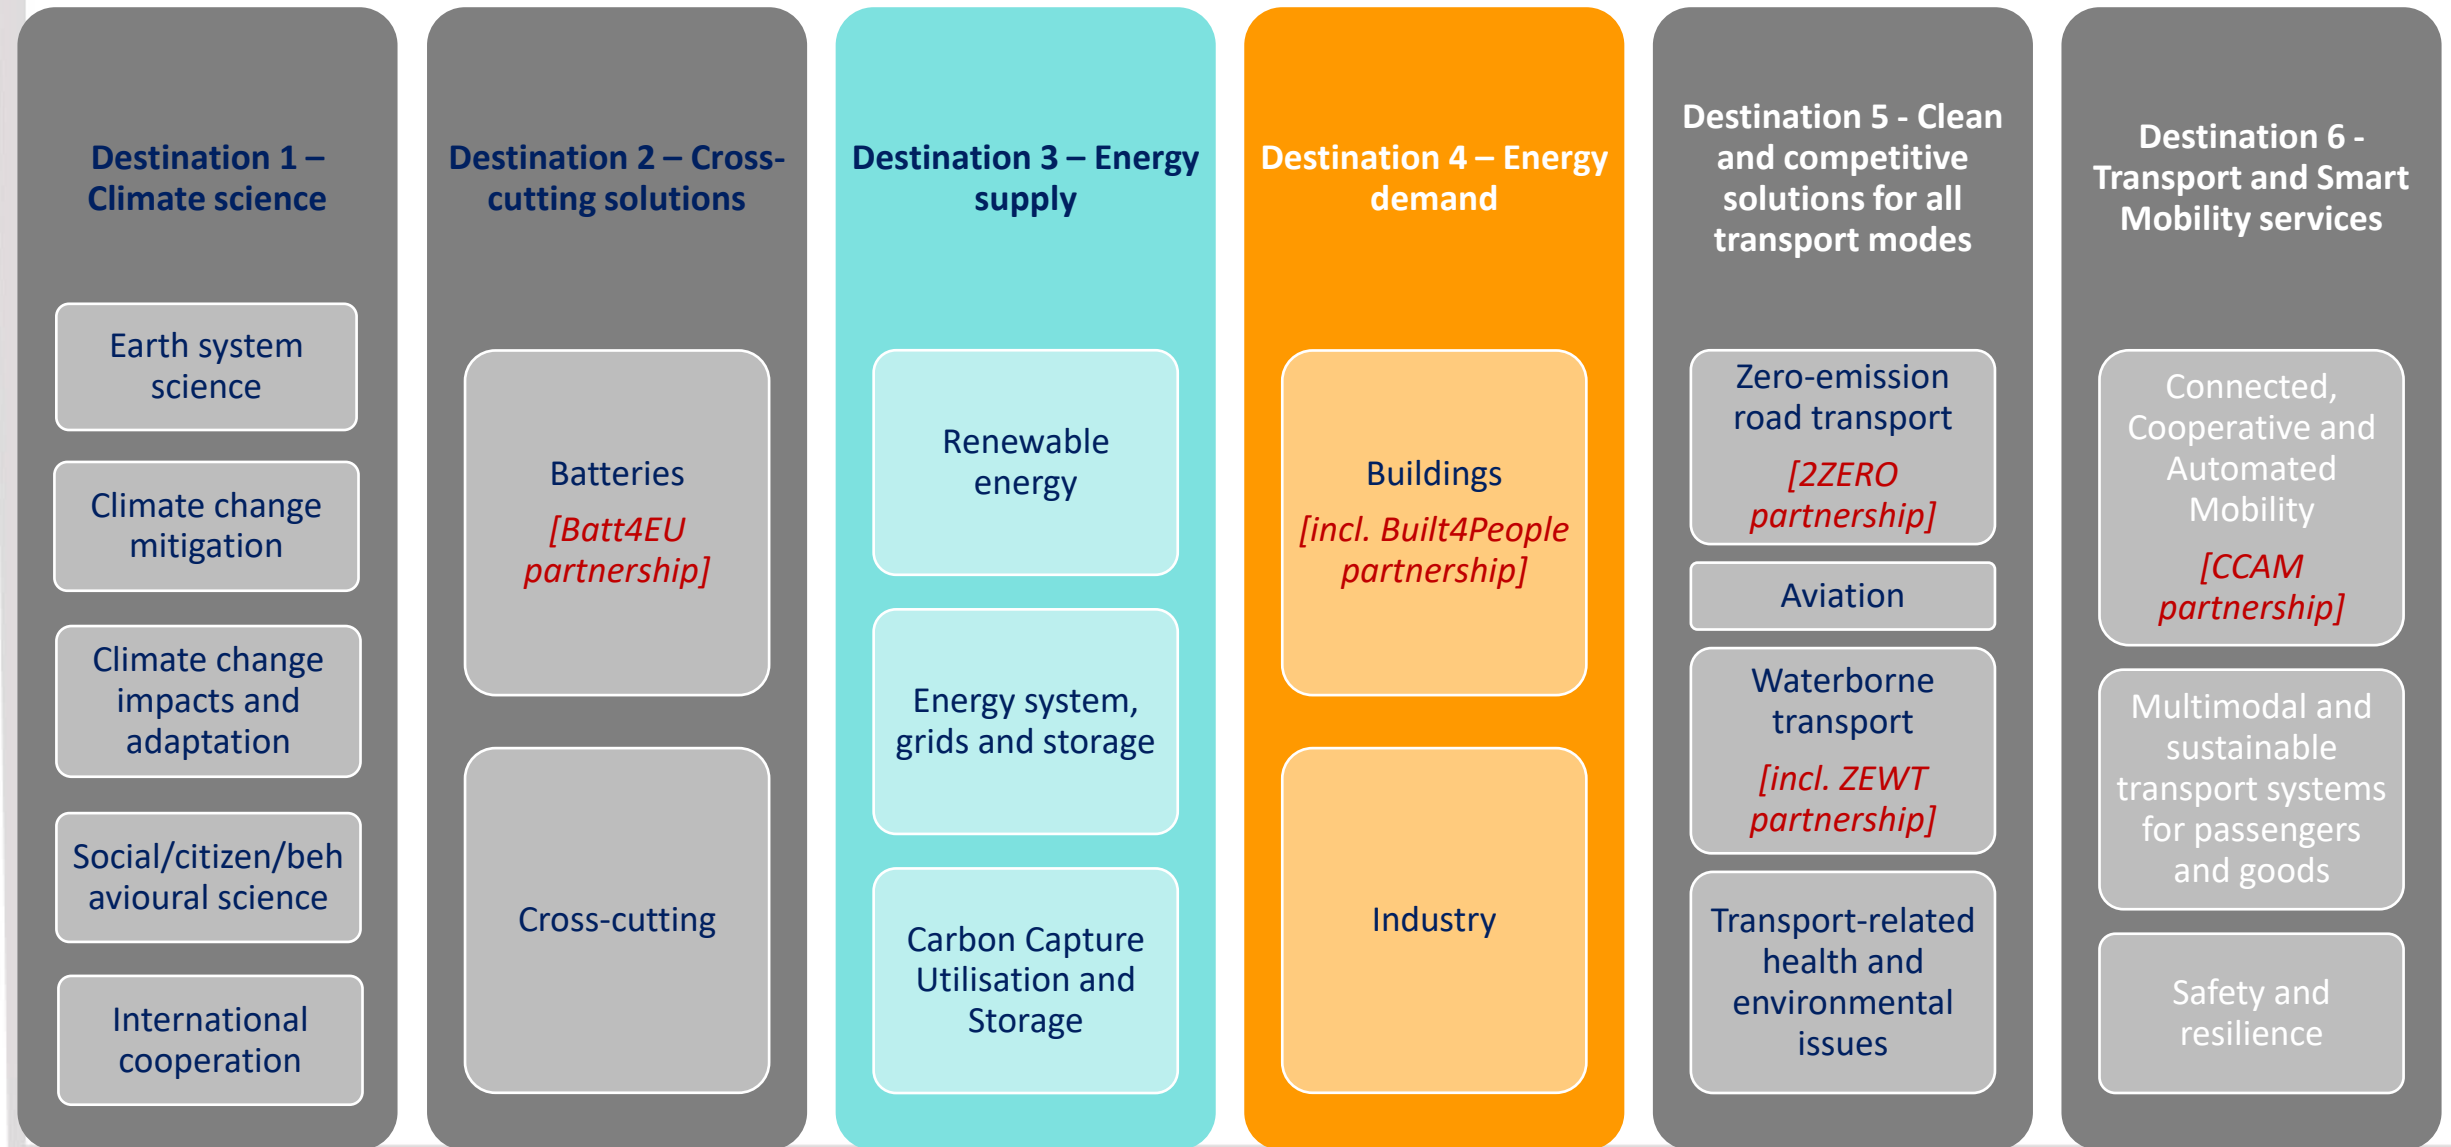 Destination 1 –
Climate science
Earth system
science
Climate change
mitigation
Climate change
impacts and
adaptation
Social/citizen/beh
avioural science
International
cooperation
Destination 2 – Cross-
cutting solutions
Batteries
[Batt4EU
partnership]
Cross-cutting
Destination 3 – Energy
supply
Renewable
energy
Energy system,
grids and storage
Carbon Capture
Utilisation and
Storage
Destination 4 – Energy
demand
Buildings
[incl. Built4People
partnership]
Industry
Destination 5 - Clean
and competitive
solutions for all
transport modes
Zero-emission
road transport
[2ZERO
partnership]
Aviation
Waterborne
transport
[incl. ZEWT
partnership]
Transport-related
health and
environmental
issues
Destination 6 -
Transport and Smart
Mobility services
Connected,
Cooperative and
Automated
Mobility
[CCAM
partnership]
Multimodal and
sustainable
transport systems
for passengers
and goods
Safety and
resilience